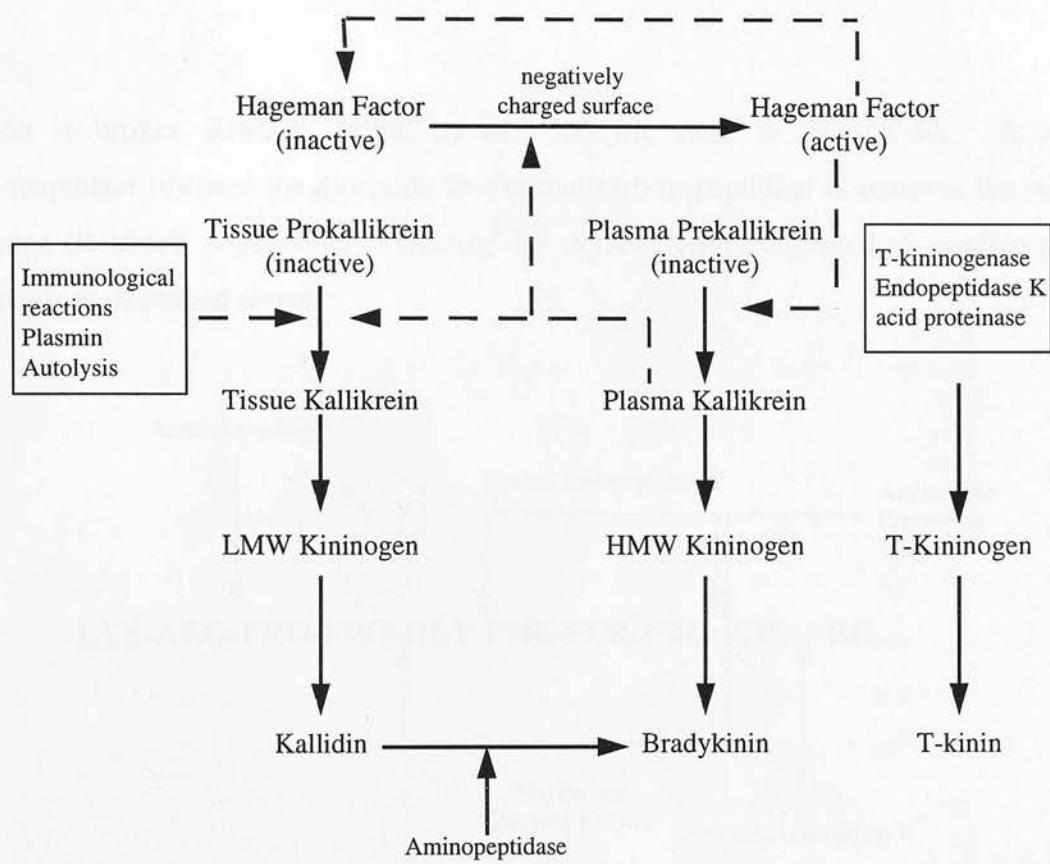 negatively
charged surface
Hageman Factor
(inactive)
Hageman Factor
(active)
Tissue Prokallikrein
(inactive)
Plasma Prekallikrein
(inactive)
Immunological
reactions
Plasmin
Autolysis
T-kininogenase
Endopeptidase K
acid proteinase
Tissue Kallikrein
Plasma Kallikrein
LMW Kininogen
HMW Kininogen
T-Kininogen
Kallidin
Bradykinin
T-kinin
Aminopeptidase